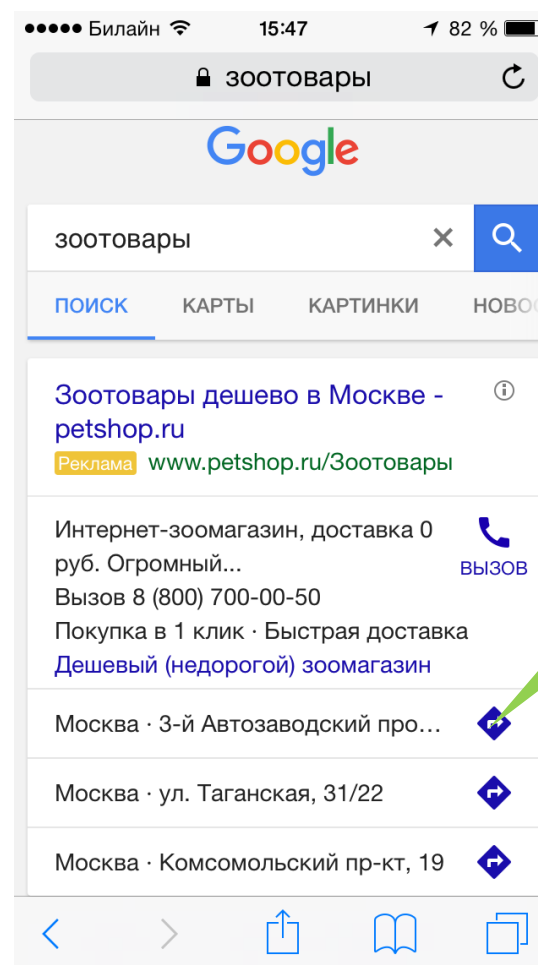 Билайн 15:47 82 %
зоотовары
Google
зоотовары
ПОИСК КАРТЫ КАРТИНКИ НОВО
Зоотовары дешево в Москве -
petshop.ru
Реклама www.petshop.ru/Зоотовары
Интернет-зоомагазин, доставка 0
руб. Огромный...
ВЫЗОВ
Вызов 8 (800) 700-00-50
Покупка в 1 клик · Быстрая доставка
Дешевый (недорогой) зоомагазин
Москва · 3-й Автозаводский про...
Москва · ул. Таганская, 31/22
Москва · Комсомольский пр-кт, 19